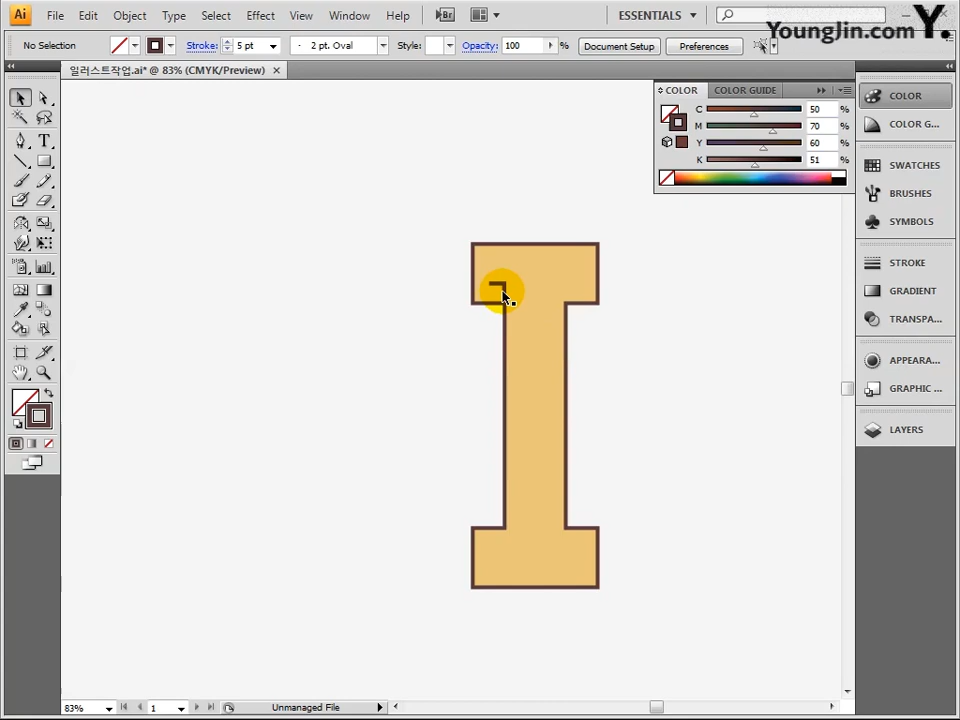 Ai File Edit Object Type Select Effect View Window Help Br ESSENTIALS
Younglin.com Y.
No Selection Stroke: 5 pt 2 pt. Oval Style: Opacity: 100 % Document Setup Preferences
일러스트작업.ai* @ 83% (CMYK/Preview)
COLOR COLOR GUIDE
C 50 %
M 70 %
Y 60 %
K 51 %
COLOR
COLOR G...
SWATCHES
BRUSHES
SYMBOLS
STROKE
GRADIENT
TRANSPA...
APPEARA...
GRAPHIC ...
LAYERS
T
I
83% 1 Unmanaged File